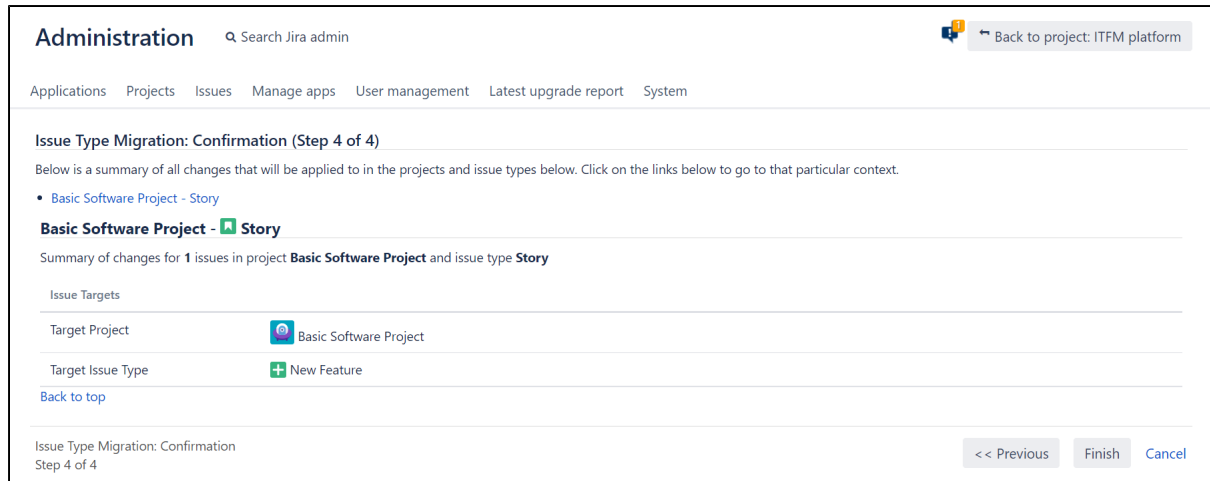 Administration
Search Jira admin
Back to project: ITFM platform
Applications Projects Issues Manage apps User management Latest upgrade report System
Issue Type Migration: Confirmation (Step 4 of 4)
Below is a summary of all changes that will be applied to in the projects and issue types below. Click on the links below to go to that particular context.
• Basic Software Project - Story
Basic Software Project - Story
Summary of changes for 1 issues in project Basic Software Project and issue type Story
Issue Targets
Target Project Basic Software Project
Target Issue Type New Feature
Back to top
Issue Type Migration: Confirmation
Step 4 of 4
<< Previous Finish Cancel